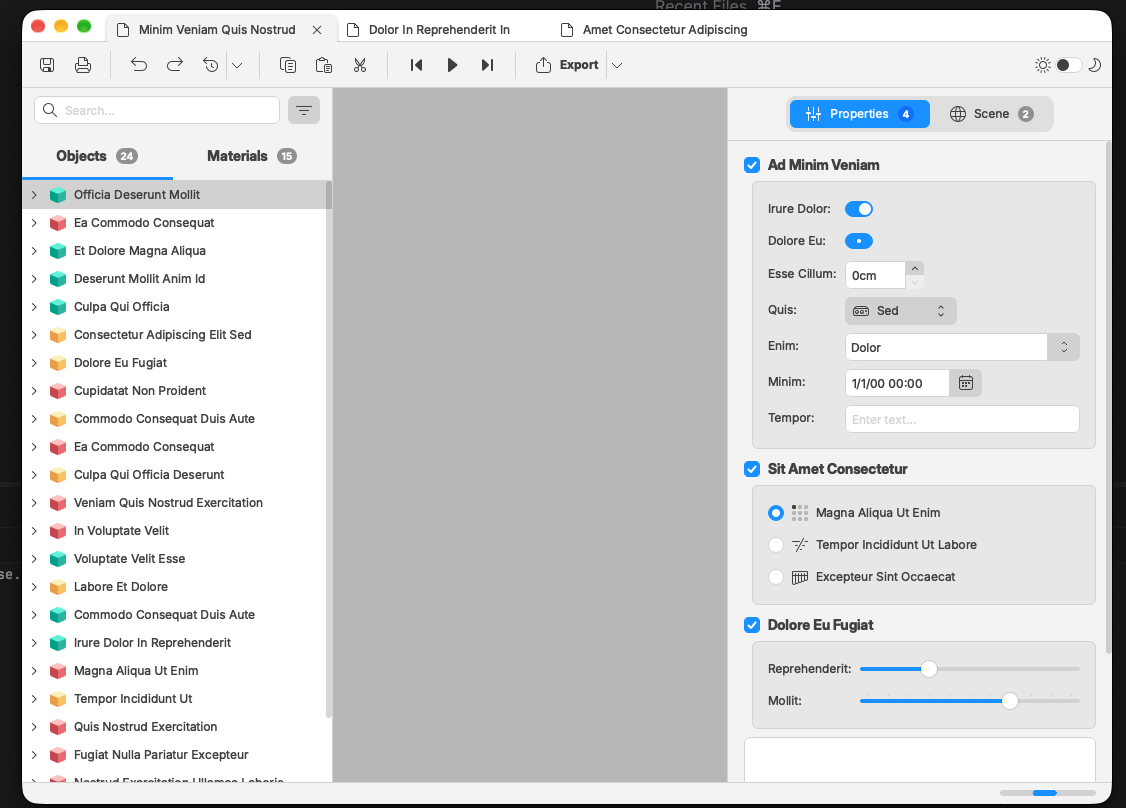 Recent Files ⌘E
Minim Veniam Quis Nostrud
Dolor In Reprehenderit In
Amet Consectetur Adipiscing
Export
Search...
Properties 4
Scene 2
Objects 24
Materials 15
Officia Deserunt Mollit
Ea Commodo Consequat
Et Dolore Magna Aliqua
Deserunt Mollit Anim Id
Culpa Qui Officia
Consectetur Adipiscing Elit Sed
Dolore Eu Fugiat
Cupidatat Non Proident
Commodo Consequat Duis Aute
Ea Commodo Consequat
Culpa Qui Officia Deserunt
Veniam Quis Nostrud Exercitation
In Voluptate Velit
Voluptate Velit Esse
Labore Et Dolore
Commodo Consequat Duis Aute
Irure Dolor In Reprehenderit
Magna Aliqua Ut Enim
Tempor Incididunt Ut
Quis Nostrud Exercitation
Fugiat Nulla Pariatur Excepteur
Nostrud Exercitation Ullamco Laboris
se.
Ad Minim Veniam
Irure Dolor:
Dolore Eu:
Esse Cillum: 0cm
Quis: Sed
Enim: Dolor
Minim: 1/1/00 00:00
Tempor: Enter text...
Sit Amet Consectetur
Magna Aliqua Ut Enim
Tempor Incididunt Ut Labore
Excepteur Sint Occaecat
Dolore Eu Fugiat
Reprehenderit:
Mollit: